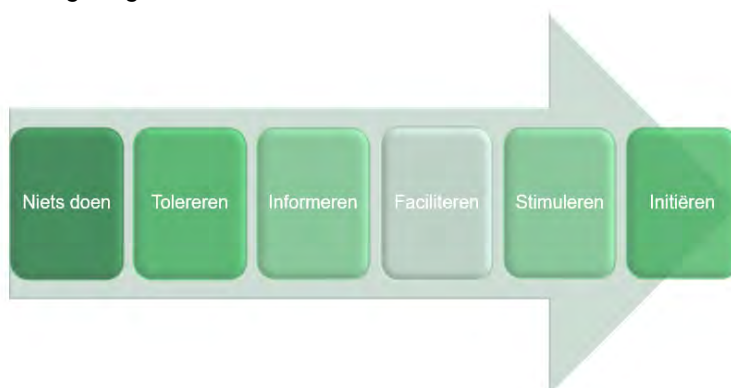 Niets doen
Tolereren
Informeren
Faciliteren
Stimuleren
Initiëren